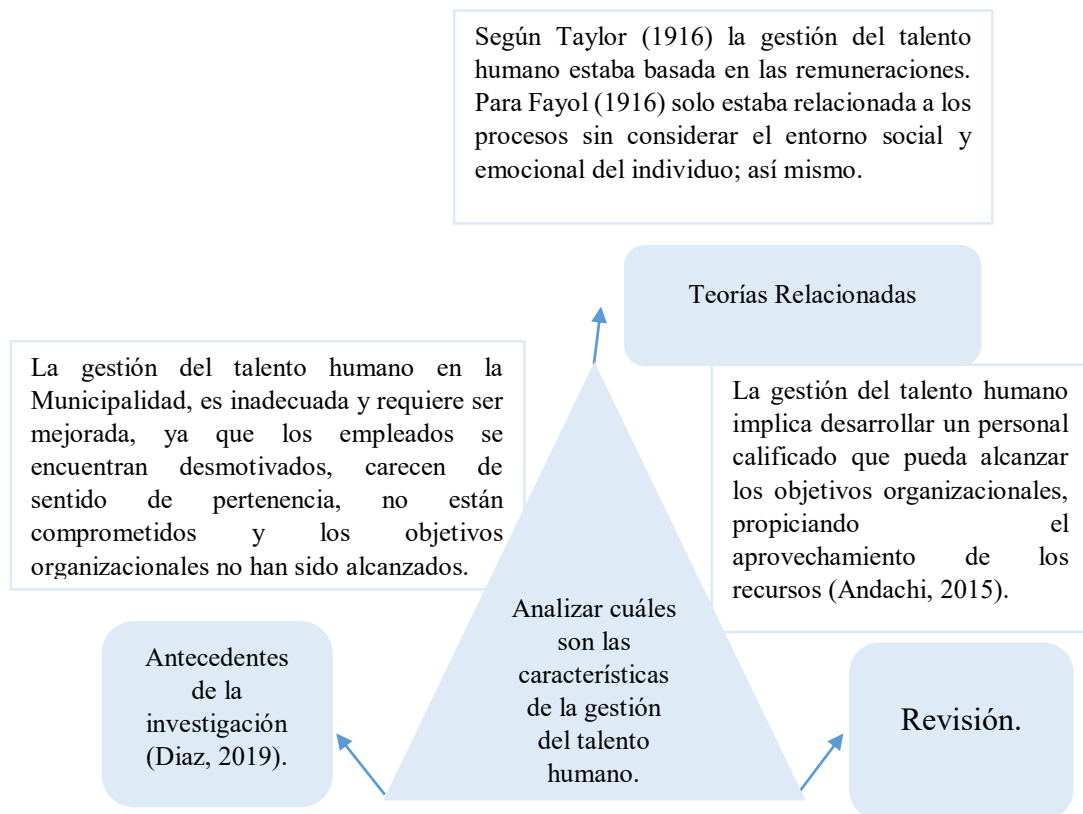 Según Taylor (1916) la gestión del talento
humano estaba basada en las remuneraciones.
Para Fayol (1916) solo estaba relacionada a los
procesos sin considerar el entorno social y
emocional del individuo; así mismo.
Teorías Relacionadas
La gestión del talento humano en la
Municipalidad, es inadecuada y requiere ser
mejorada, ya que los empleados se
encuentran desmotivados, carecen de
sentido de pertenencia, no están
comprometidos y los objetivos
organizacionales no han sido alcanzados.
La gestión del talento humano
implica desarrollar un personal
calificado que pueda alcanzar
los objetivos organizacionales,
propiciando el
aprovechamiento de los
recursos (Andachi, 2015).
Analizar cuáles
son las
características
de la gestión
del talento
humano.
Antecedentes
de la
investigación
(Diaz, 2019).
Revisión.